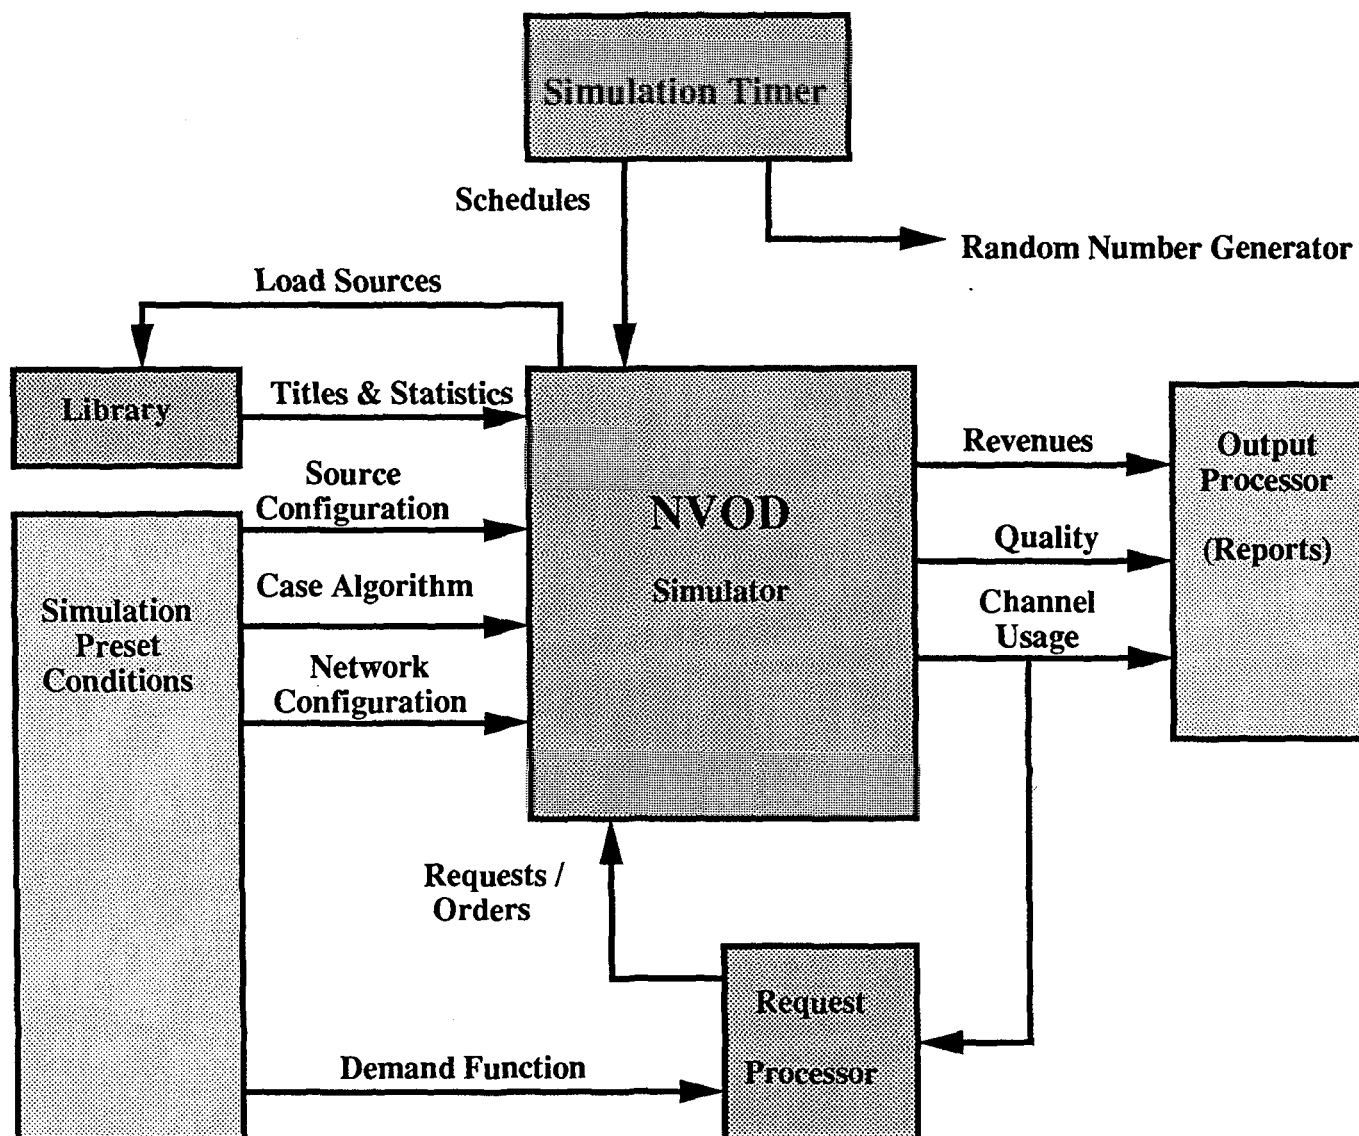 Simulation Timer
Schedules
Random Number Generator
Load Sources
Library
Titles & Statistics
Source
Configuration
Case Algorithm
Network
Configuration
Simulation
Preset
Conditions
NVOD
Simulator
Revenues
Quality
Channel
Usage
Output
Processor
(Reports)
Requests /
Orders
Request
Processor
Demand Function